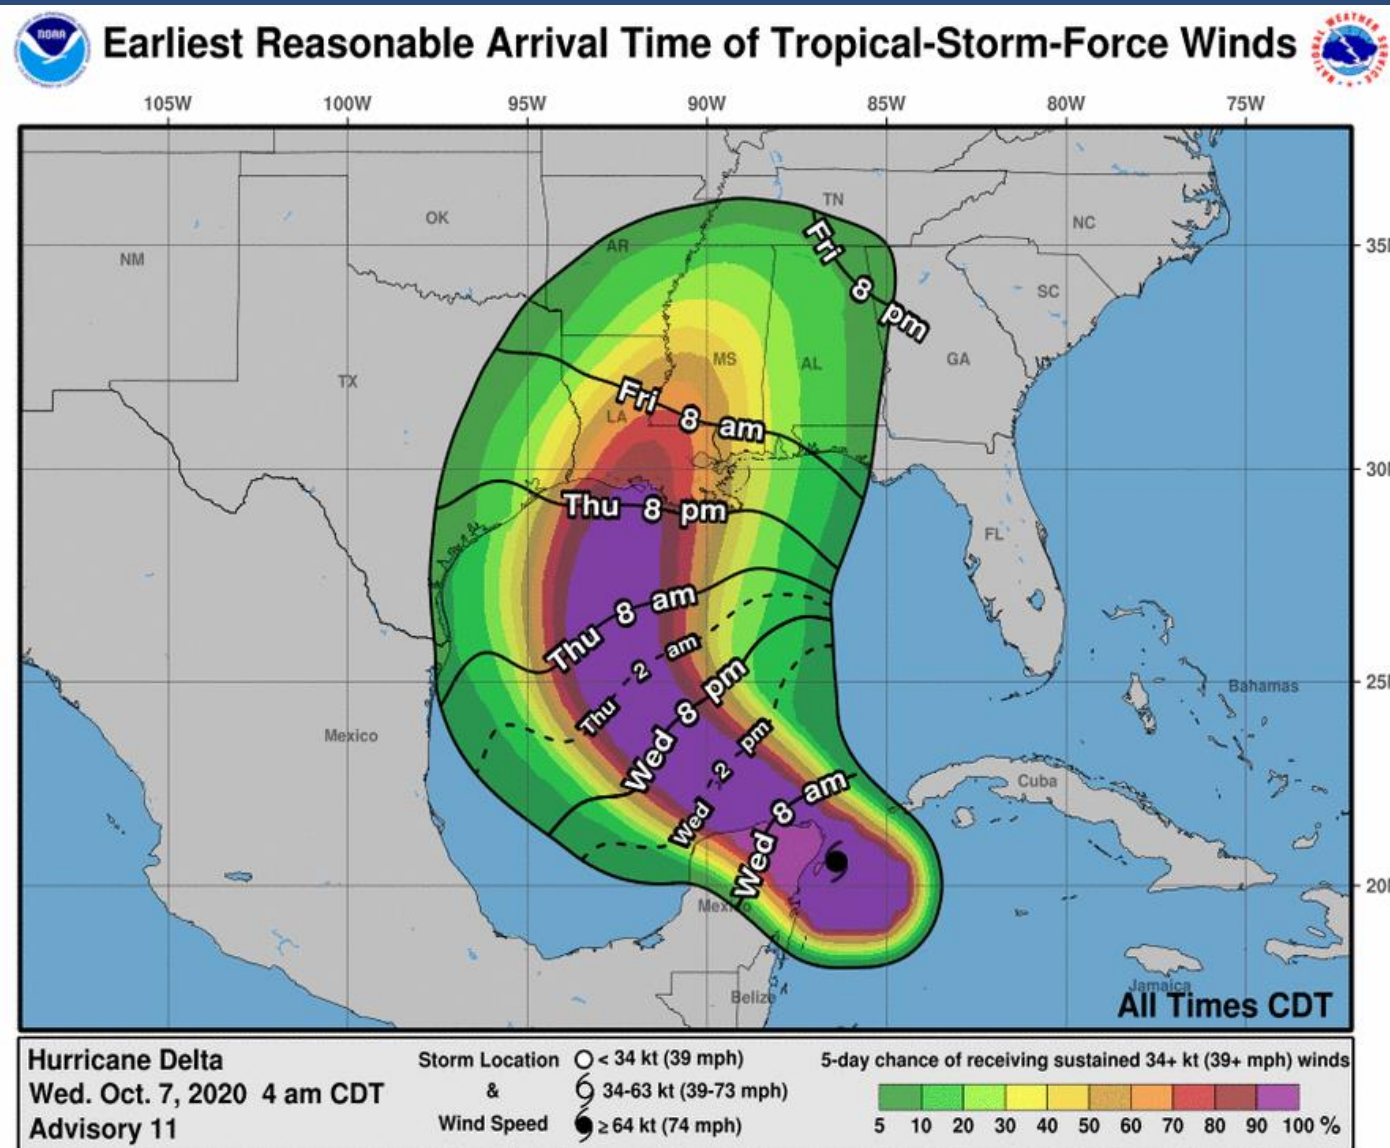 NOAA
Earliest Reasonable Arrival Time of Tropical-Storm-Force Winds
NATIONAL WEATHER SERVICE
105W 100W 95W 90W 85W 80W 75W
TN
NC
OK
AR
35N
NM
Fri 8 pm
SC
MS
AL
GA
TX
Fri 8 am
LA
30N
Thu 8 pm
FL
Thu 8 am
Thu 2 am
25N
Bahamas
Wed 8 pm
Mexico
Wed 2 pm
Cuba
Wed 8 am
20N
Mexico
Jamaica
Belize
All Times CDT
Hurricane Delta
Wed. Oct. 7, 2020 4 am CDT
Advisory 11
Storm Location
&
Wind Speed
< 34 kt (39 mph)
34-63 kt (39-73 mph)
≥ 64 kt (74 mph)
5-day chance of receiving sustained 34+ kt (39+ mph) winds
5 10 20 30 40 50 60 70 80 90 100 %